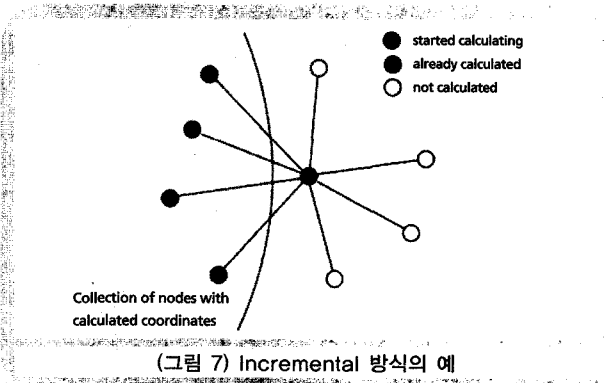 started calculating
already calculated
not calculated
Collection of nodes with
calculated coordinates
(그림 7) Incremental 방식의 예